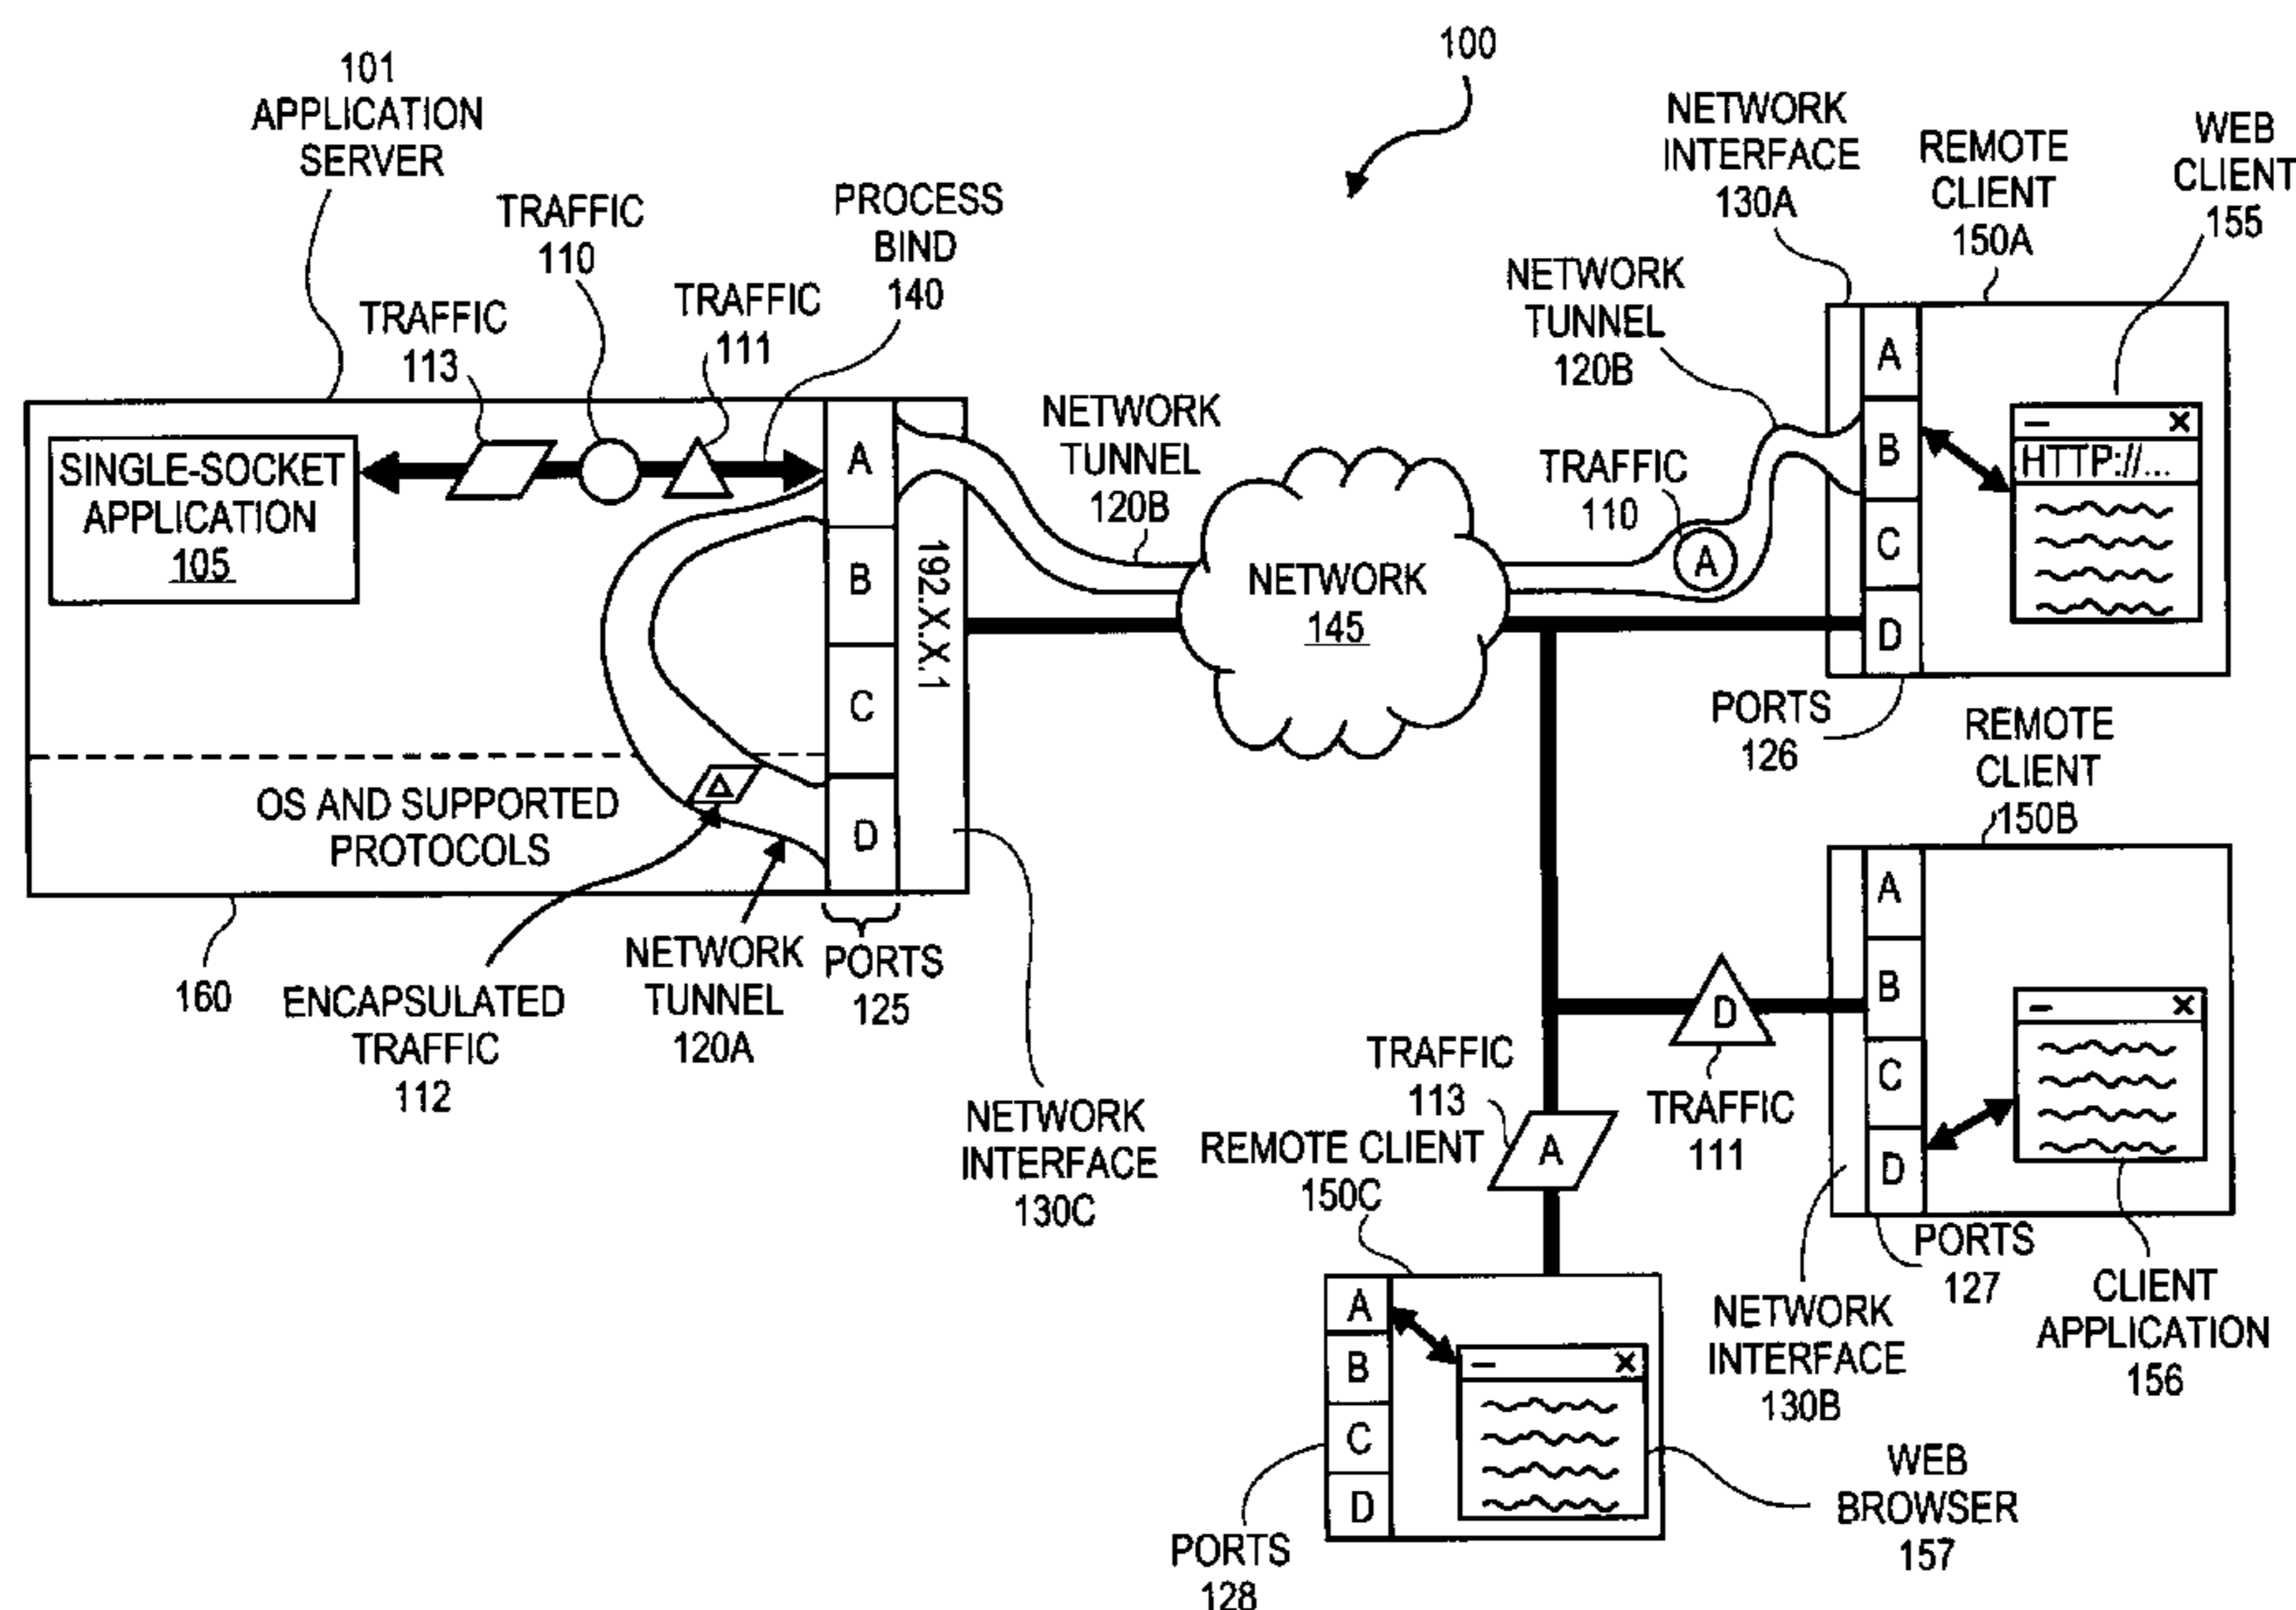 100
101
APPLICATION
SERVER
TRAFFIC
113
TRAFFIC
110
TRAFFIC
111
PROCESS
BIND
140
SINGLE-SOCKET
APPLICATION
105
A
B
C
D
192.X.X.1
OS AND SUPPORTED
PROTOCOLS
160
ENCAPSULATED
TRAFFIC
112
NETWORK
TUNNEL
120A
PORTS
125
NETWORK
INTERFACE
130C
NETWORK
TUNNEL
120B
NETWORK
145
TRAFFIC
110
A
NETWORK
TUNNEL
120B
NETWORK
INTERFACE
130A
REMOTE
CLIENT
150A
WEB
CLIENT
155
A
B
C
D
HTTP://...
PORTS
126
REMOTE
CLIENT
150B
A
B
C
D
D
TRAFFIC
111
TRAFFIC
113
A
REMOTE CLIENT
150C
A
B
C
D
PORTS
128
WEB
BROWSER
157
NETWORK
INTERFACE
130B
PORTS
127
CLIENT
APPLICATION
156